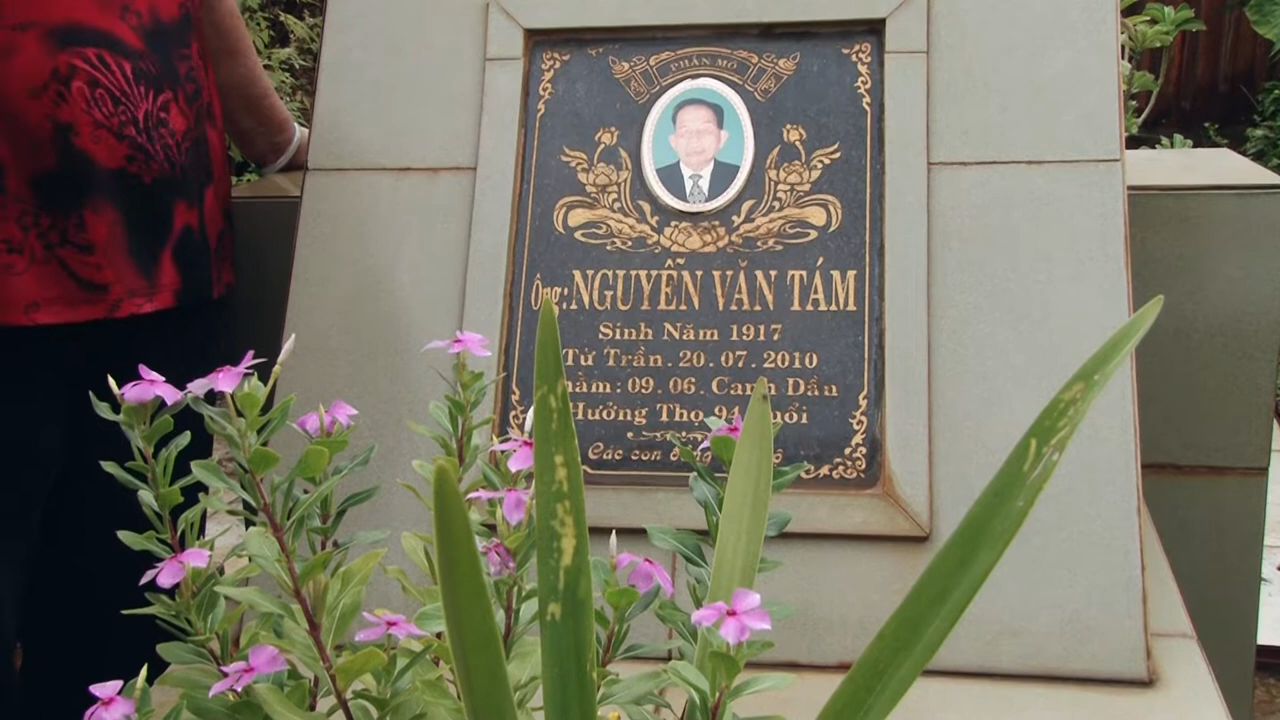 PHẦN MỘ
Ông: NGUYỄN VĂN TÁM
Sinh Năm 1917
Từ Trần. 20. 07. 2010
09. 06. Canh Dần
Hưởng Thọ 94
Các con